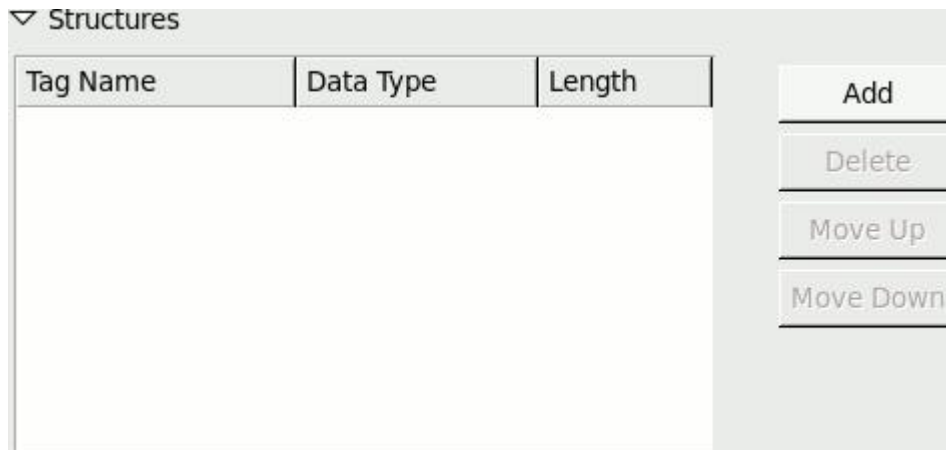 Structures
Tag Name Data Type Length
Add
Delete
Move Up
Move Down